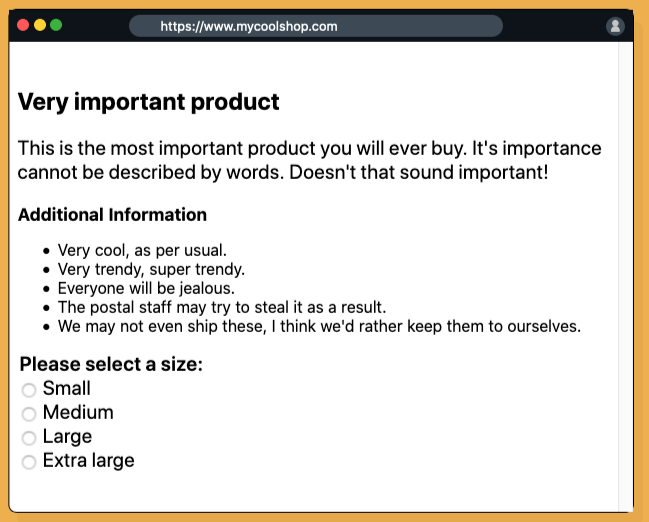 https://www.mycoolshop.com
Very important product
This is the most important product you will ever buy. It's importance
cannot be described by words. Doesn't that sound important!
Additional Information
• Very cool, as per usual.
• Very trendy, super trendy.
• Everyone will be jealous.
• The postal staff may try to steal it as a result.
• We may not even ship these, I think we'd rather keep them to ourselves.
Please select a size:
Small
Medium
Large
Extra large